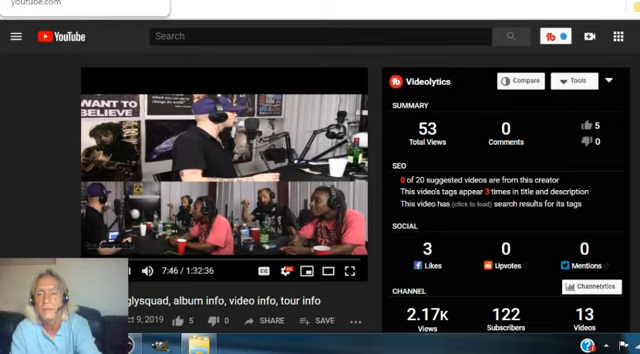 youtube.com
YouTube
Search
tb
WANT TO
BELIEVE
Videolytics
Compare
Tools
SUMMARY
53
Total Views
0
Comments
5
0
SEO
0 of 20 suggested videos are from this creator
This video's tags appear 3 times in title and description
This video has (click to load) search results for its tags
SOCIAL
3
Likes
0
Upvotes
0
Mentions
Channelytics
CHANNEL
2.17K
Views
122
Subscribers
13
Videos
7:46 / 1:32:36
CC
HD
glysquad, album info, video info, tour info
ct 9, 2019
5
0
SHARE
SAVE